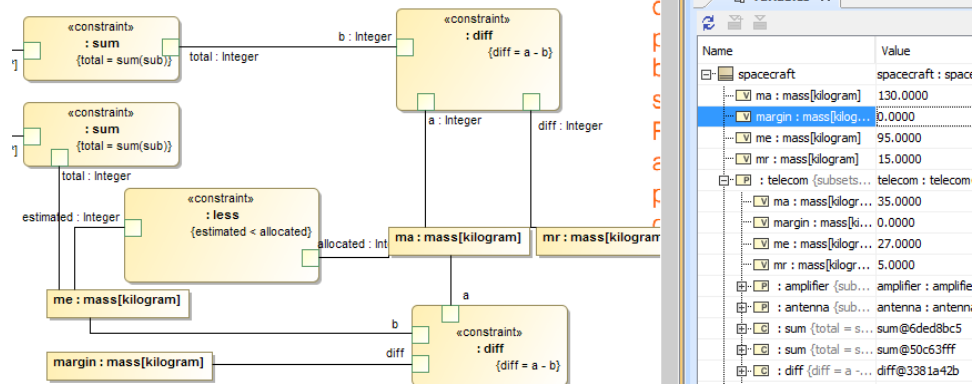 «constraint»
: sum
{total = sum(sub)}
total : Integer
b : Integer
«constraint»
: diff
{diff = a - b}
a : Integer
diff : Integer
«constraint»
: sum
{total = sum(sub)}
total : Integer
estimated : Integer
«constraint»
: less
{estimated < allocated}
allocated : Int
ma : mass[kilogram]
mr : mass[kilogram
me : mass[kilogram]
a
b
diff
«constraint»
: diff
{diff = a - b}
margin : mass[kilogram]
Name Value
spacecraft spacecraft : space
ma : mass[kilogram] 130.0000
margin : mass[kilog... 0.0000
me : mass[kilogram] 95.0000
mr : mass[kilogram] 15.0000
: telecom {subsets... telecom : telecom
ma : mass[kilogr... 35.0000
margin : mass[ki... 0.0000
me : mass[kilogr... 27.0000
mr : mass[kilogr... 5.0000
: amplifier {sub... amplifier : amplifie
: antenna {sub... antenna : antenna
: sum {total = s... sum@6ded8bc5
: sum {total = s... sum@50c63fff
: diff {diff = a -... diff@3381a42b